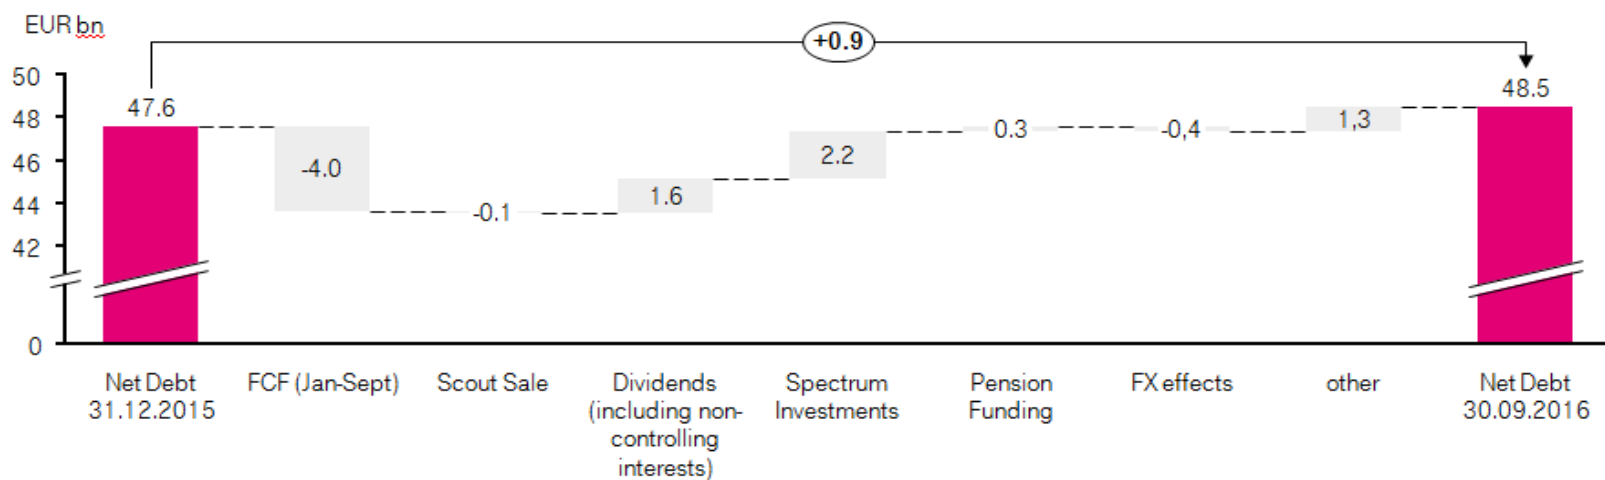 EUR bn
+0.9
50
48
46
44
42
0
47.6
-4.0
-0.1
1.6
2.2
0.3
-0,4
1,3
48.5
Net Debt
31.12.2015
FCF (Jan-Sept)
Scout Sale
Dividends
(including non-
controlling
interests)
Spectrum
Investments
Pension
Funding
FX effects
other
Net Debt
30.09.2016